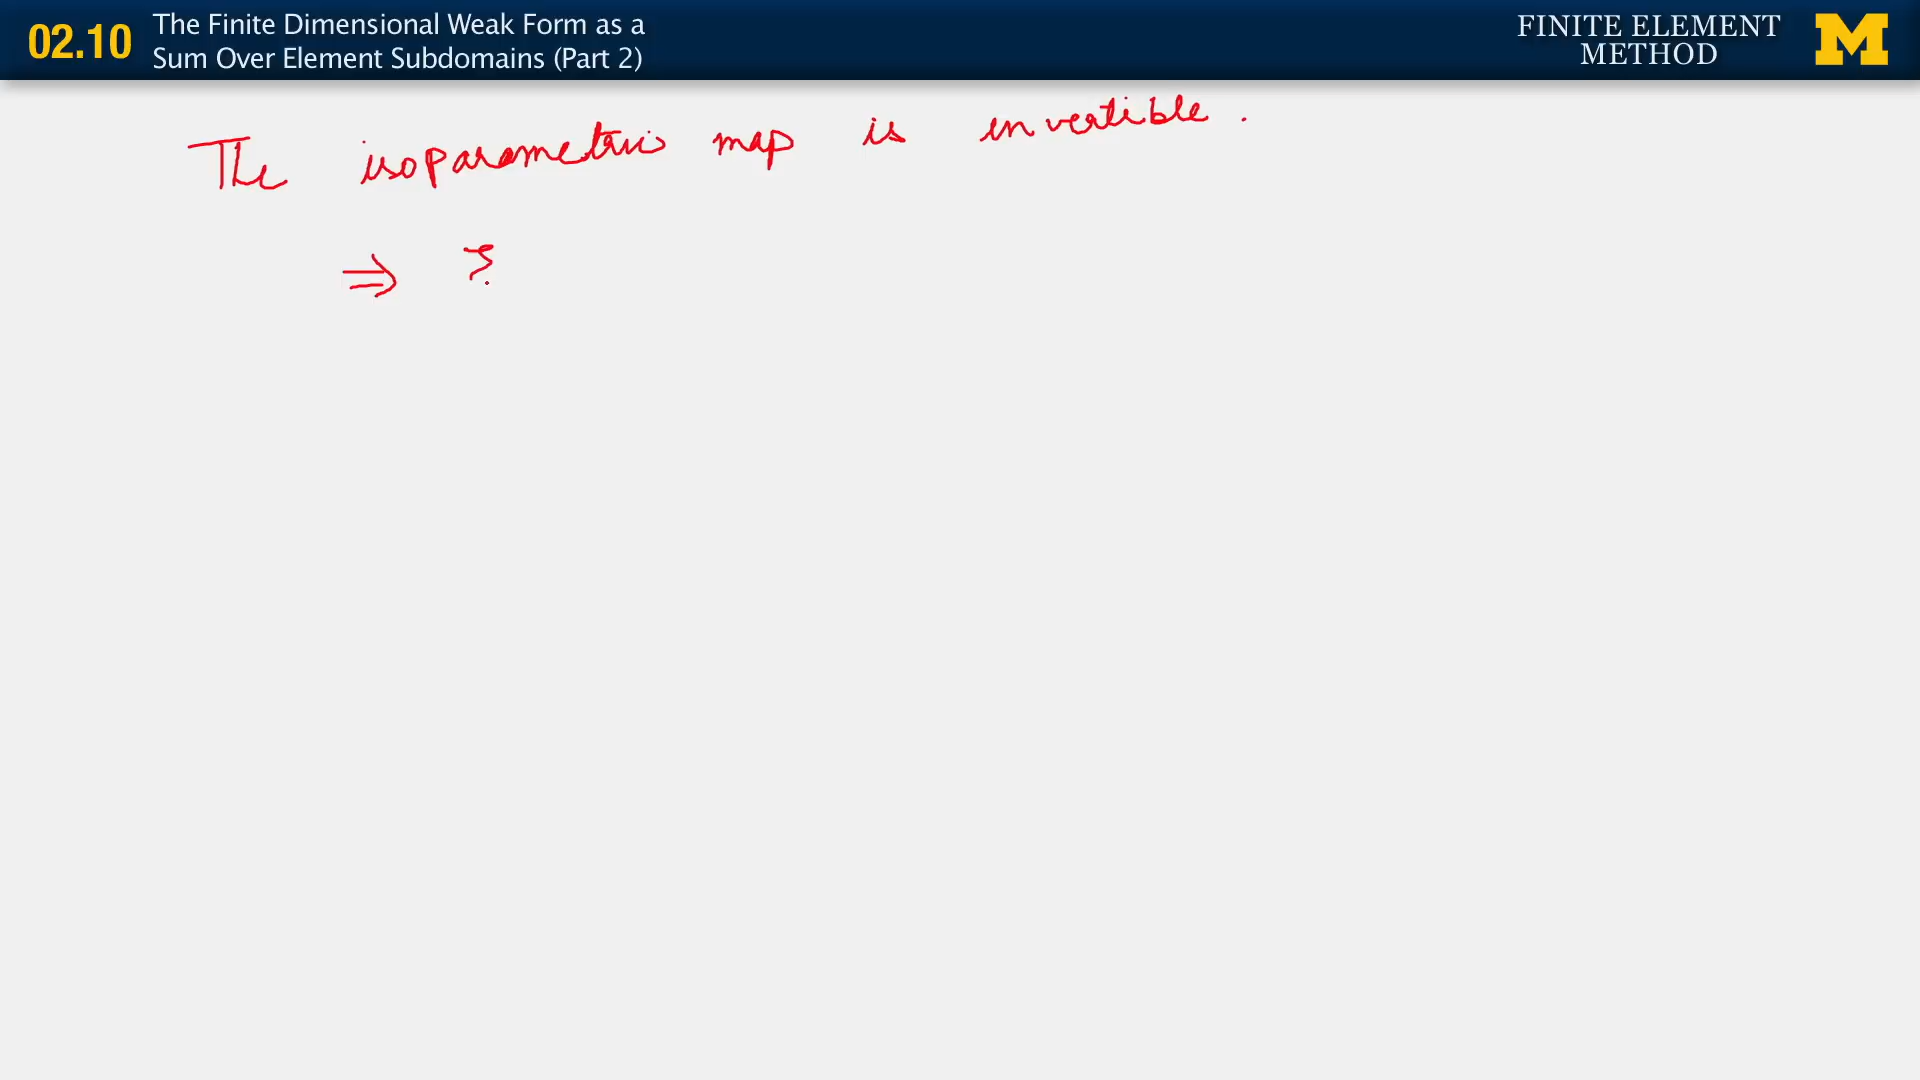 02.10
The Finite Dimensional Weak Form as a
Sum Over Element Subdomains (Part 2)
FINITE ELEMENT
METHOD
M
The isoparametric map is invertible.
⇒